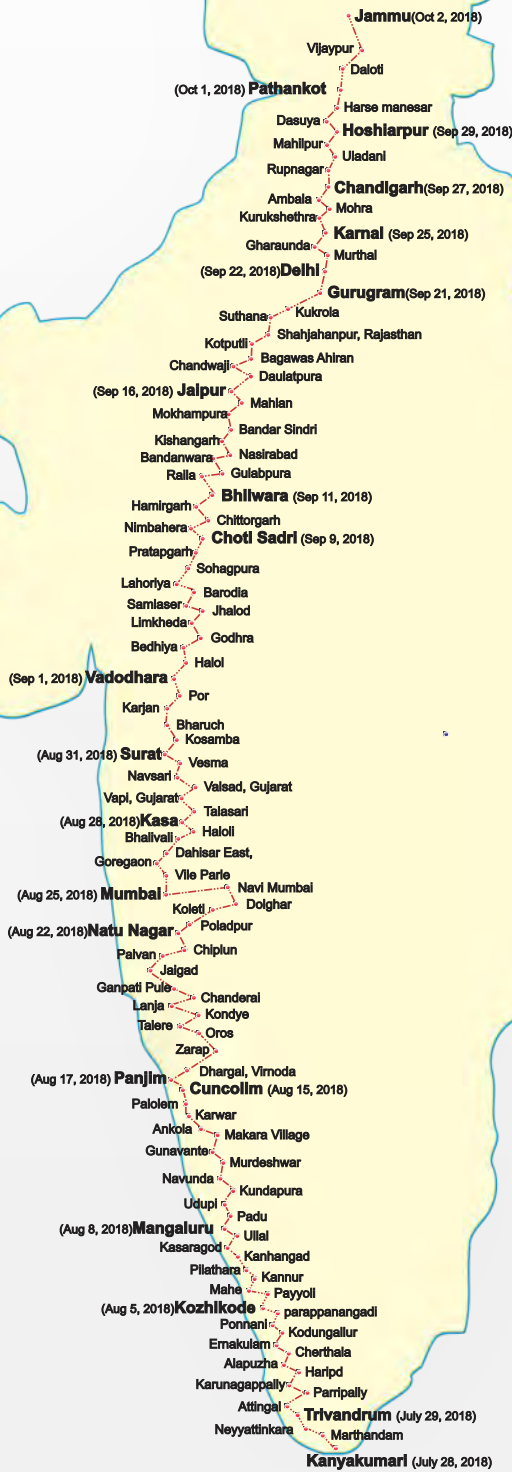 Jammu(Oct 2, 2018)
Vijaypur
Daloti
(Oct 1, 2018) Pathankot
Harse manesar
Dasuya
Hoshiarpur (Sep 29, 2018)
Mahilpur
Uladani
Rupnagar
Chandigarh(Sep 27, 2018)
Ambala
Mohra
Kurukshethra
Karnal (Sep 25, 2018)
Gharaunda
Murthal
(Sep 22, 2018)Delhi
Gurugram(Sep 21, 2018)
Kukrola
Suthana
Shahjahanpur, Rajasthan
Kotputli
Bagawas Ahiran
Chandwaji
Daulatpura
(Sep 16, 2018) Jaipur
Mahlan
Mokhampura
Bandar Sindri
Kishangarh
Nasirabad
Bandanwara
Gulabpura
Raila
Bhilwara (Sep 11, 2018)
Hamirgarh
Chittorgarh
Nimbahera
Choti Sadri (Sep 9, 2018)
Pratapgarh
Sohagpura
Lahoriya
Barodia
Samlaser
Jhalod
Limkheda
Godhra
Bedhiya
Halol
(Sep 1, 2018) Vadodhara
Por
Karjan
Bharuch
Kosamba
(Aug 31, 2018) Surat
Vesma
Navsari
Valsad, Gujarat
Vapi, Gujarat
Talasari
(Aug 28, 2018)Kasa
Haloli
Bhalivali
Dahisar East,
Goregaon
Vile Parle
Navi Mumbai
(Aug 25, 2018) Mumbai
Dolghar
Koleti
Poladpur
(Aug 22, 2018)Natu Nagar
Chiplun
Palvan
Jaigad
Ganpati Pule
Chanderai
Lanja
Kondye
Talere
Oros
Zarap
Dhargal, Virnoda
(Aug 17, 2018) Panjim
Cuncolim (Aug 15, 2018)
Palolem
Karwar
Ankola
Makara Village
Gunavante
Murdeshwar
Navunda
Kundapura
Udupi
Padu
(Aug 8, 2018)Mangaluru
Ullal
Kasaragod
Kanhangad
Pilathara
Kannur
Mahe
Payyoli
(Aug 5, 2018)Kozhikode
parappanangadi
Ponnani
Kodungallur
Ernakulam
Cherthala
Alapuzha
Haripd
Karunagappally
Parripally
Attingal
Trivandrum (July 29, 2018)
Neyyattinkara
Marthandam
Kanyakumari (July 28, 2018)